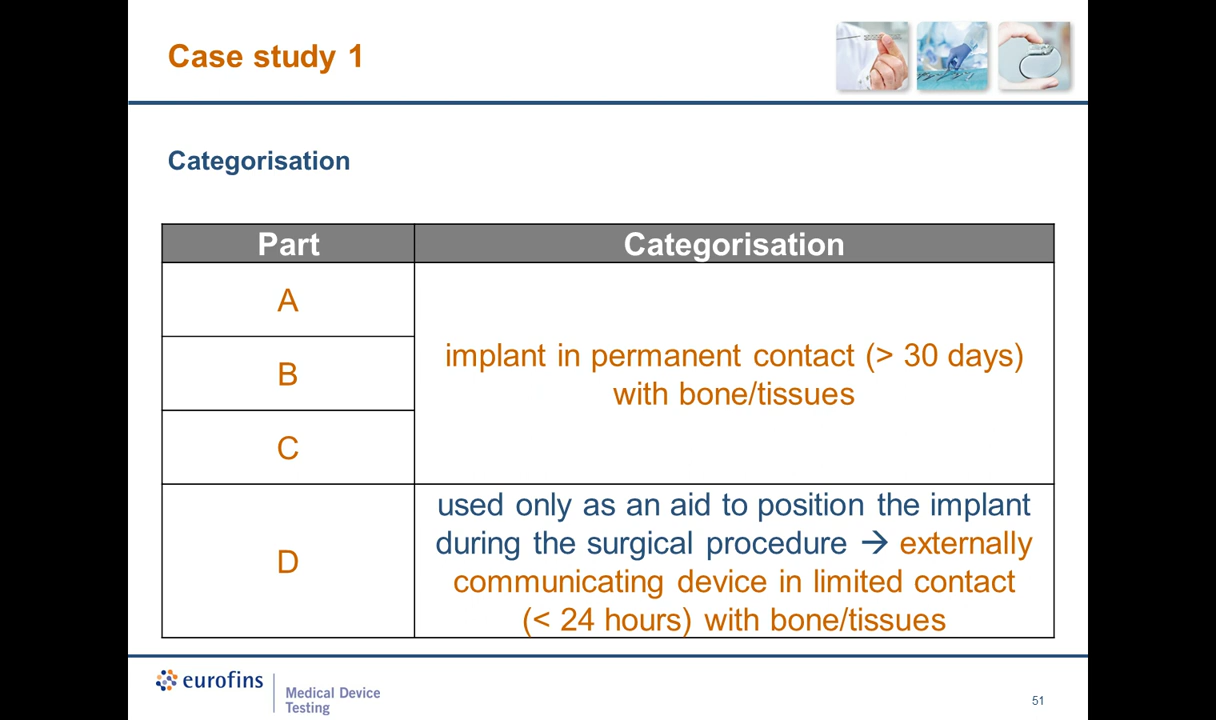 Case study 1
Categorisation
Part
Categorisation
A
B
C
implant in permanent contact (> 30 days)
with bone/tissues
D
used only as an aid to position the implant
during the surgical procedure → externally
communicating device in limited contact
(< 24 hours) with bone/tissues
eurofins
Medical Device
Testing
51